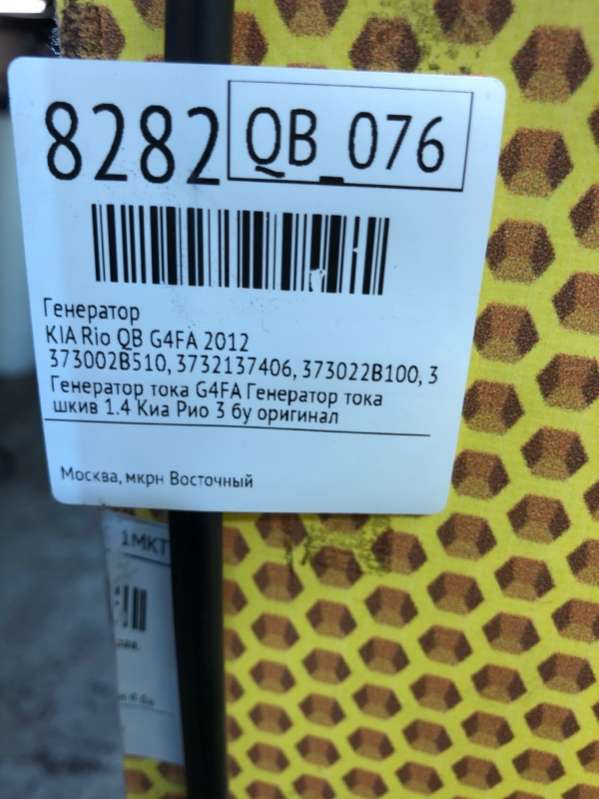 8282 QB_076
Генератор
KIA Rio QB G4FA 2012
373002B510, 3732137406, 373022B100, 3
Генератор тока G4FA Генератор тока
шкив 1.4 Киа Рио 3 бу оригинал
Москва, мкрн Восточный
1МКТ